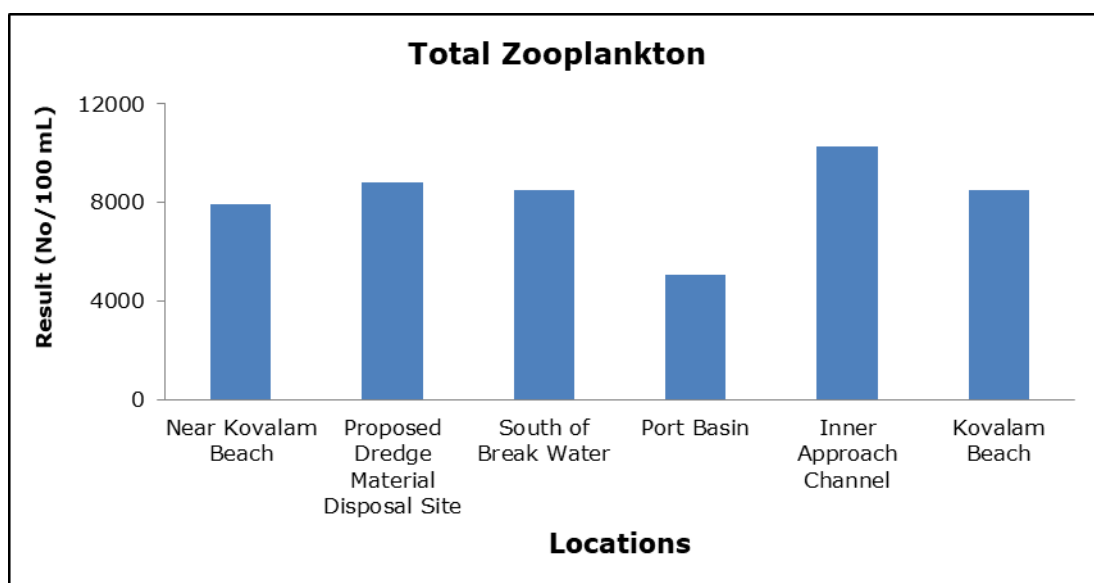 Total Zooplankton
Result (No/100 mL)
12000
8000
4000
0
Near Kovalam
Beach
Proposed
Dredge
Material
Disposal Site
South of
Break Water
Port Basin
Inner
Approach
Channel
Kovalam
Beach
Locations